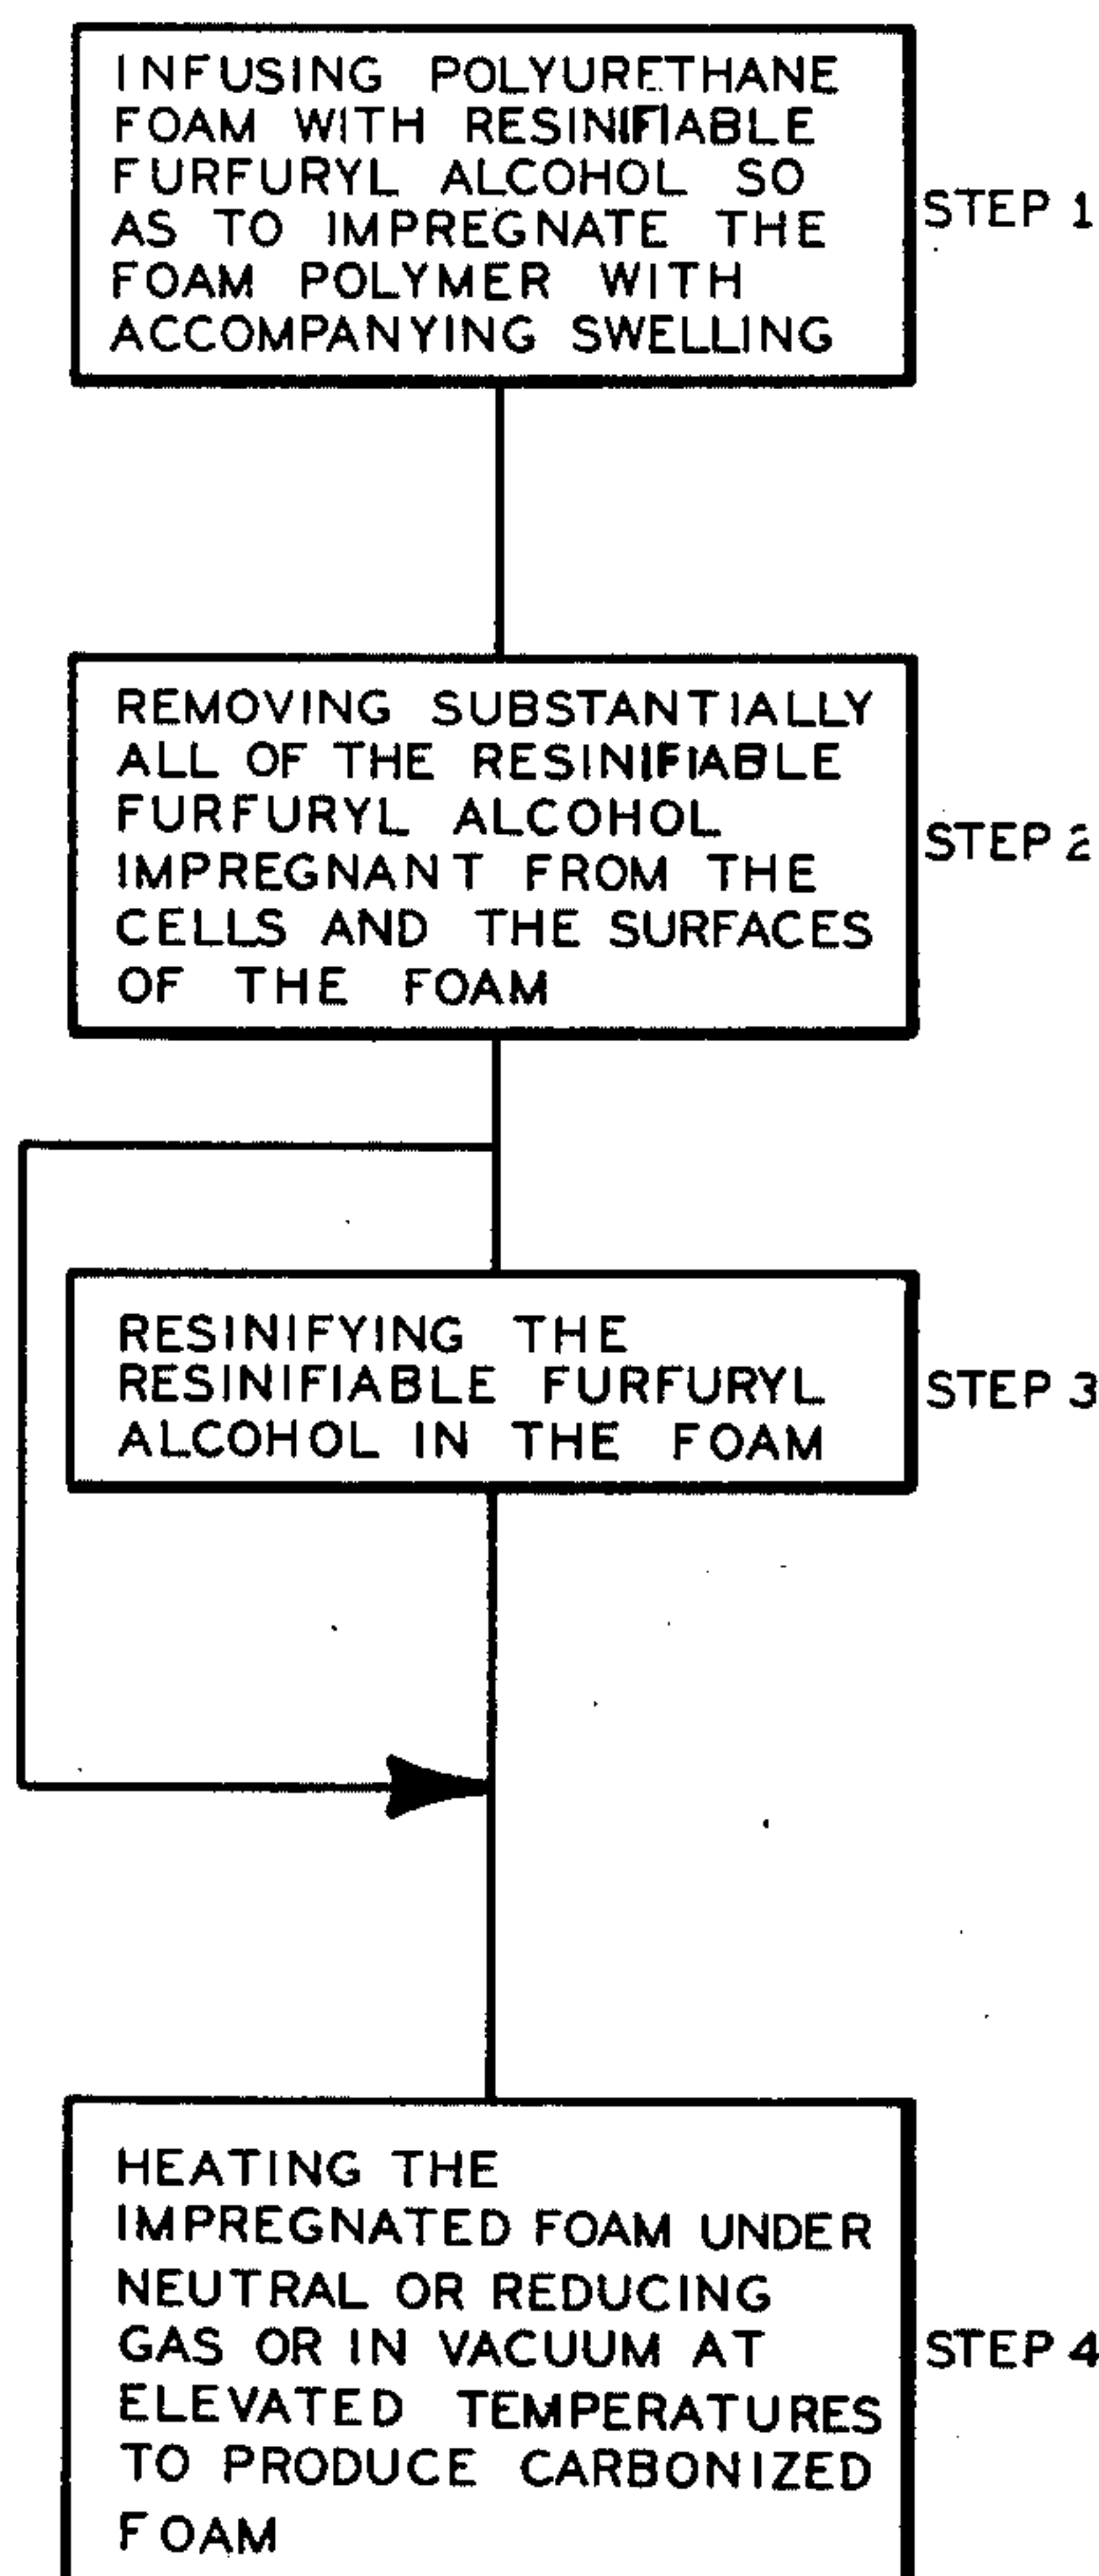 INFUSING POLYURETHANE
FOAM WITH RESINIFIABLE
FURFURYL ALCOHOL SO
AS TO IMPREGNATE THE
FOAM POLYMER WITH
ACCOMPANYING SWELLING
STEP 1
REMOVING SUBSTANTIALLY
ALL OF THE RESINIFIABLE
FURFURYL ALCOHOL
IMPREGNANT FROM THE
CELLS AND THE SURFACES
OF THE FOAM
STEP 2
RESINIFYING THE
RESINIFIABLE FURFURYL
ALCOHOL IN THE FOAM
STEP 3
HEATING THE
IMPREGNATED FOAM UNDER
NEUTRAL OR REDUCING
GAS OR IN VACUUM AT
ELEVATED TEMPERATURES
TO PRODUCE CARBONIZED
FOAM
STEP 4